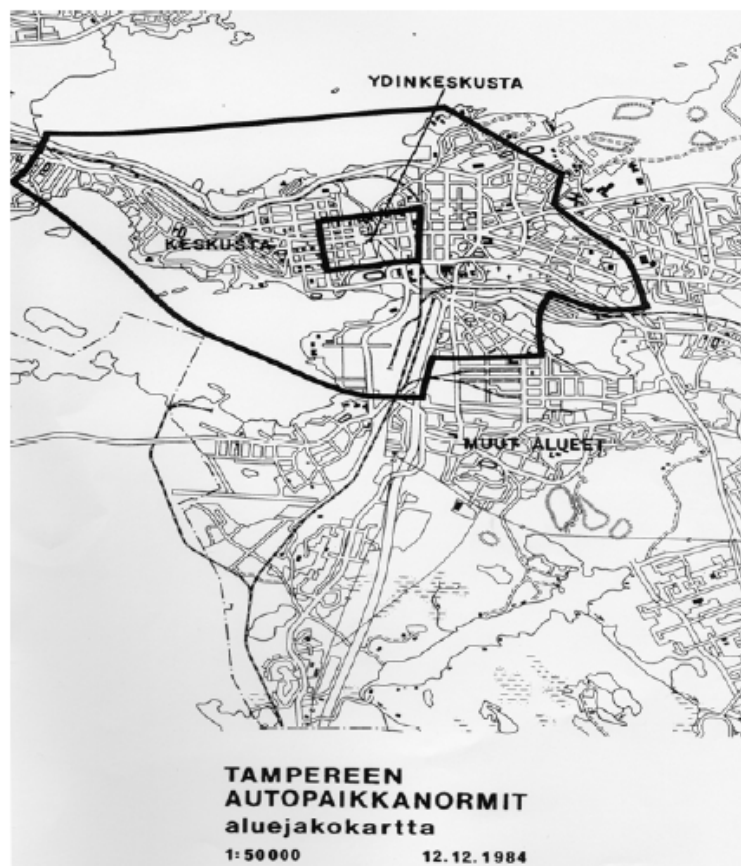 YDINKESKUSTA
KESKUSTA
MUUT ALUEET
TAMPEREEN
AUTOPAIKKANORMIT
aluejakokartta
1:50000 12.12.1984